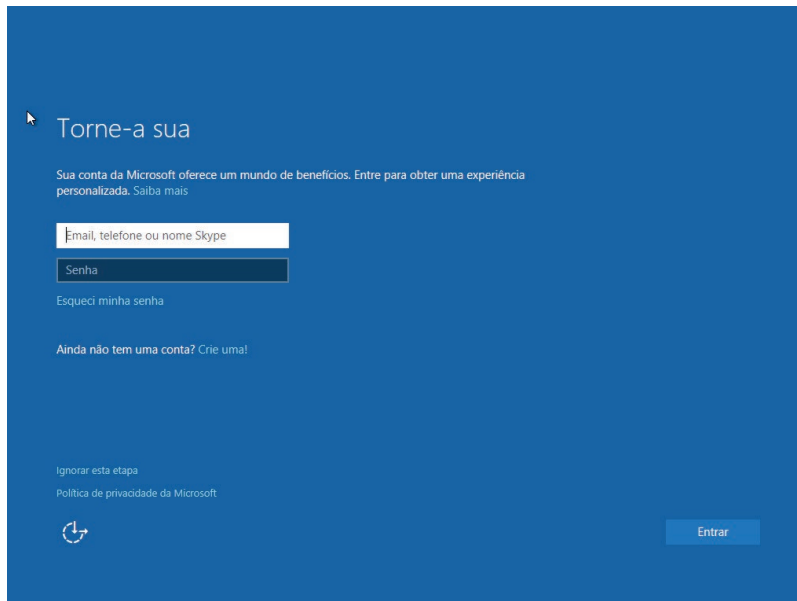 Torne-a sua
Sua conta da Microsoft oferece um mundo de benefícios. Entre para obter uma experiência
personalizada. Saiba mais
Email, telefone ou nome Skype
Senha
Esqueci minha senha
Ainda não tem uma conta? Crie uma!
Ignorar esta etapa
Política de privacidade da Microsoft
Entrar